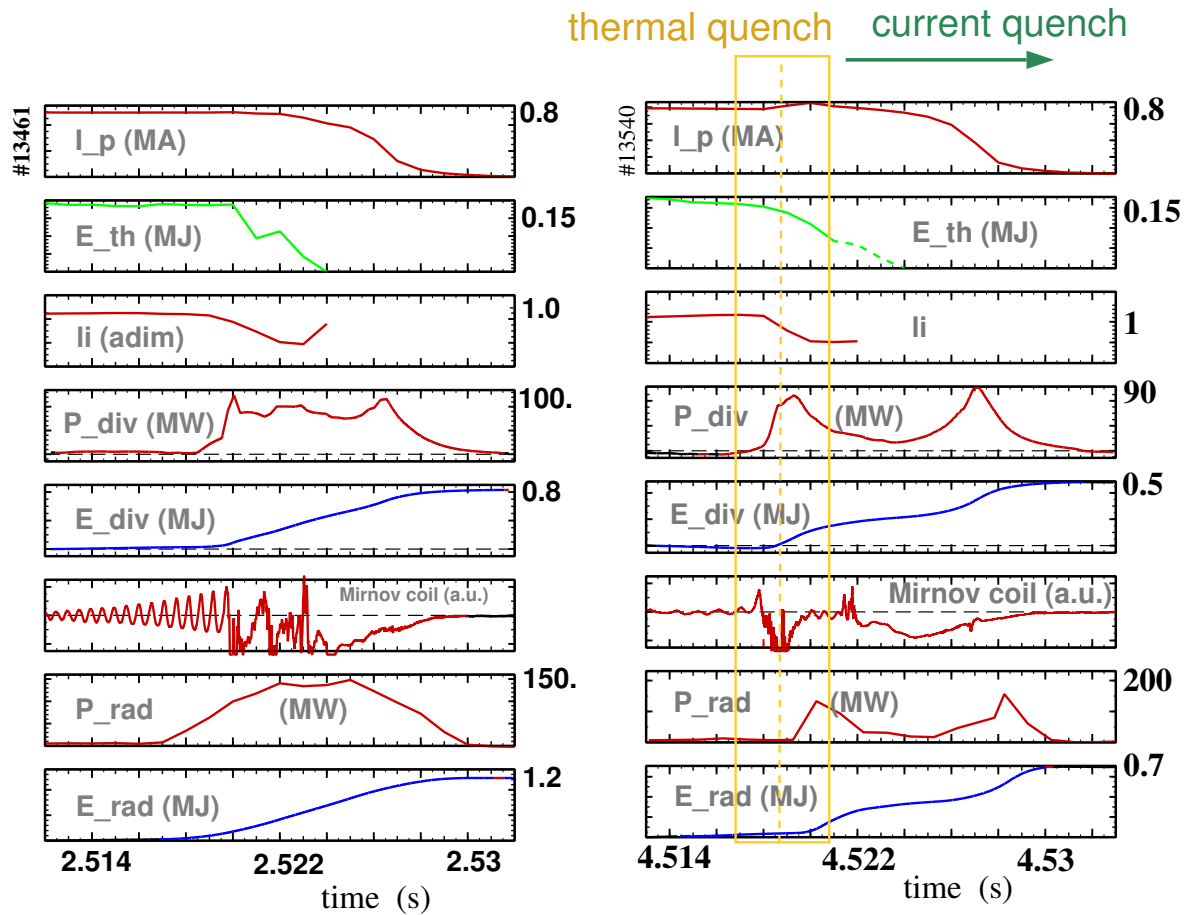 thermal quench
current quench
#13461
I_p (MA)
0.8
E_th (MJ)
0.15
li (adim)
1.0
P_div (MW)
100.
E_div (MJ)
0.8
Mirnov coil (a.u.)
P_rad (MW)
150.
E_rad (MJ)
1.2
2.514 2.522 2.53
time (s)
#13540
I_p (MA)
0.8
E_th (MJ)
0.15
li
1
P_div (MW)
90
E_div (MJ)
0.5
Mirnov coil (a.u.)
P_rad (MW)
200
E_rad (MJ)
0.7
4.514 4.522 4.53
time (s)